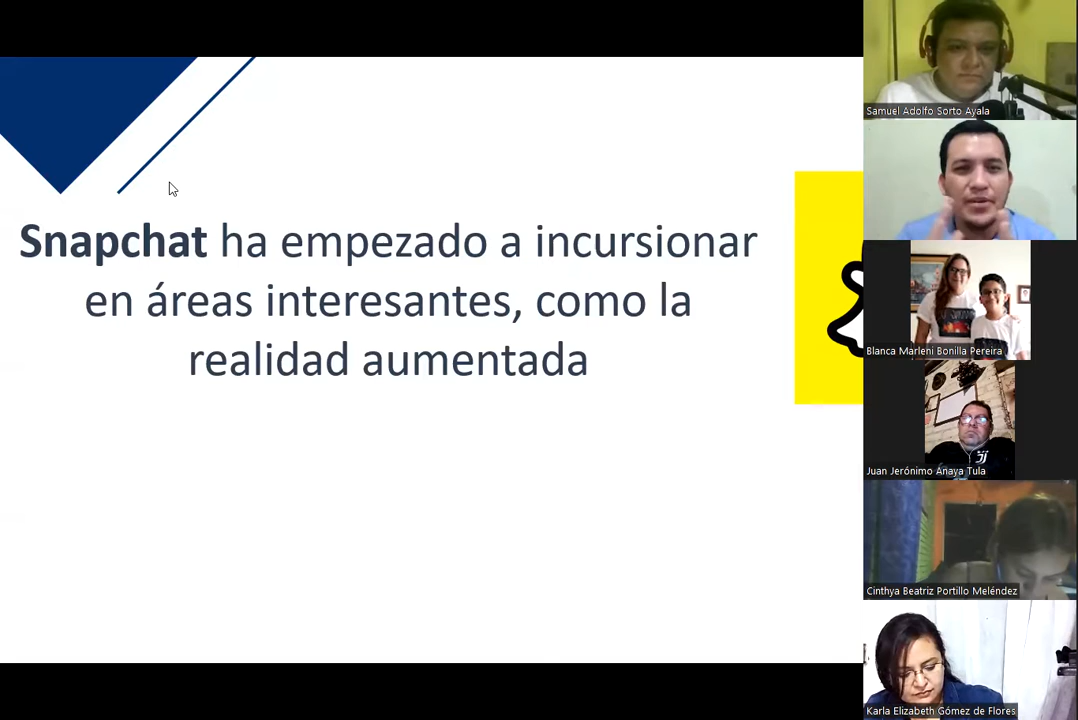 Snapchat ha empezado a incursionar
en áreas interesantes, como la
realidad aumentada
Samuel Adolfo Sorto Ayala
Blanca Marleni Bonilla Pereira
Juan Jerónimo Anaya Tula
Cinthya Beatriz Portillo Meléndez
Karla Elizabeth Gómez de Flores